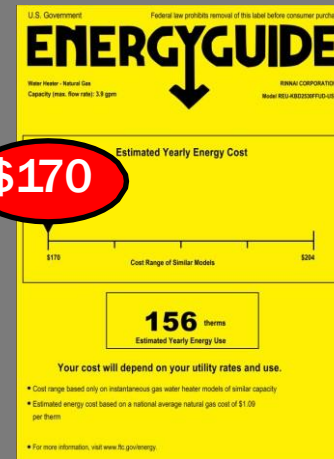 U.S. Government Federal law prohibits removal of this label before consumer
ENERGYGUIDE
Water Heater - Natural Gas RINNAI CORPORATION
Capacity (max. flow rate): 3.9 gpm Model REU-KBD2530FFUD-US
Estimated Yearly Energy Cost
$170
$170 $204
Cost Range of Similar Models
156 therms
Estimated Yearly Energy Use
Your cost will depend on your utility rates and use.
• Cost range based only on instantaneous gas water heater models of similar capacity
• Estimated energy cost based on a national average natural gas cost of $1.09
per therm
• For more information, visit www.ftc.gov/energy.